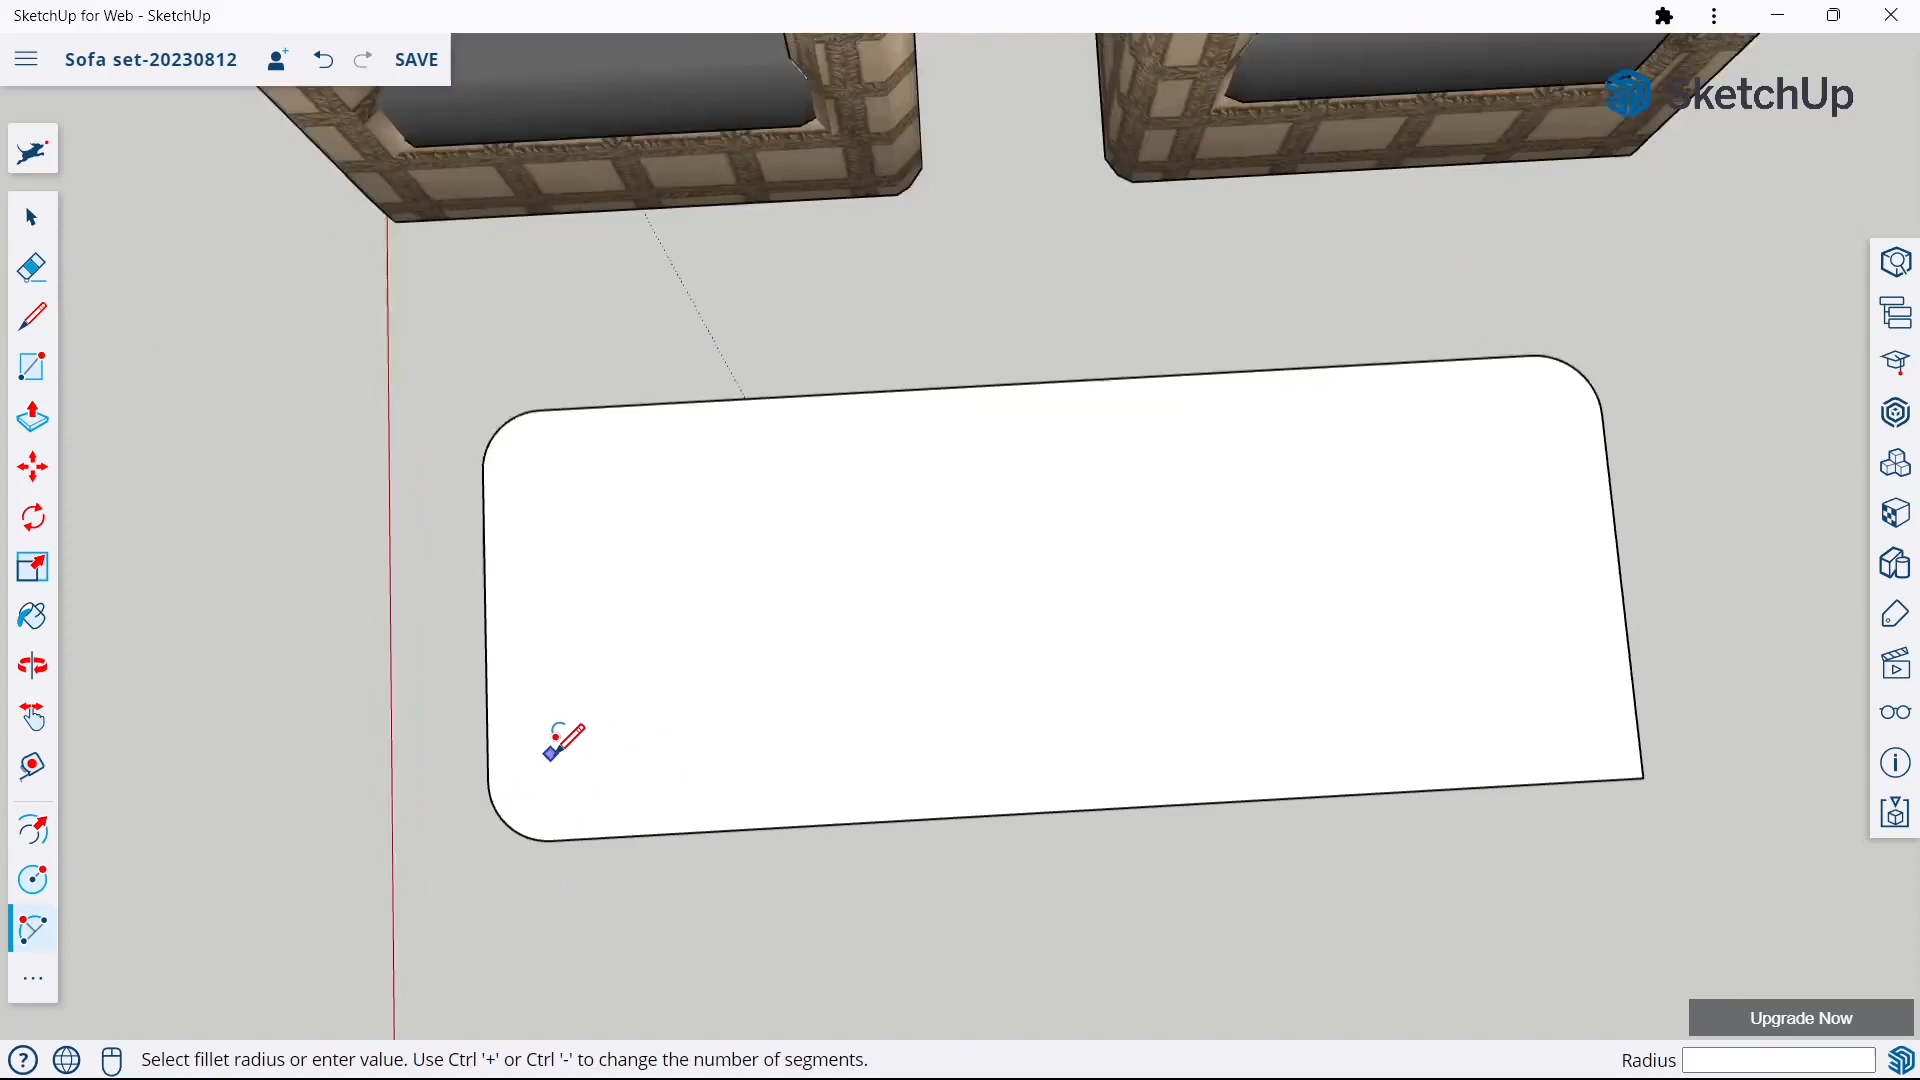 SketchUp for Web - SketchUp
Sofa set-20230812
SAVE
SketchUp
Upgrade Now
Select fillet radius or enter value. Use Ctrl '+' or Ctrl '-' to change the number of segments.
Radius